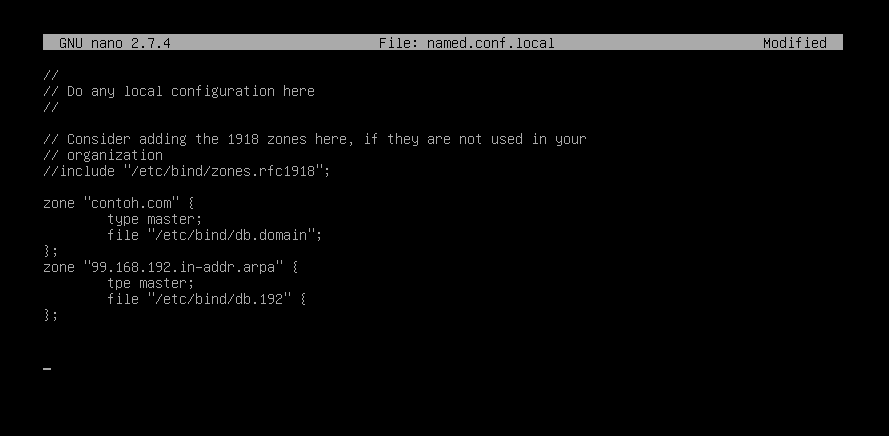 GNU nano 2.7.4 File: named.conf.local Modified
//
// Do any local configuration here
//
// Consider adding the 1918 zones here, if they are not used in your
// organization
//include "/etc/bind/zones.rfc1918";
zone "contoh.com" {
type master;
file "/etc/bind/db.domain";
};
zone "99.168.192.in-addr.arpa" {
tpe master;
file "/etc/bind/db.192" {
};